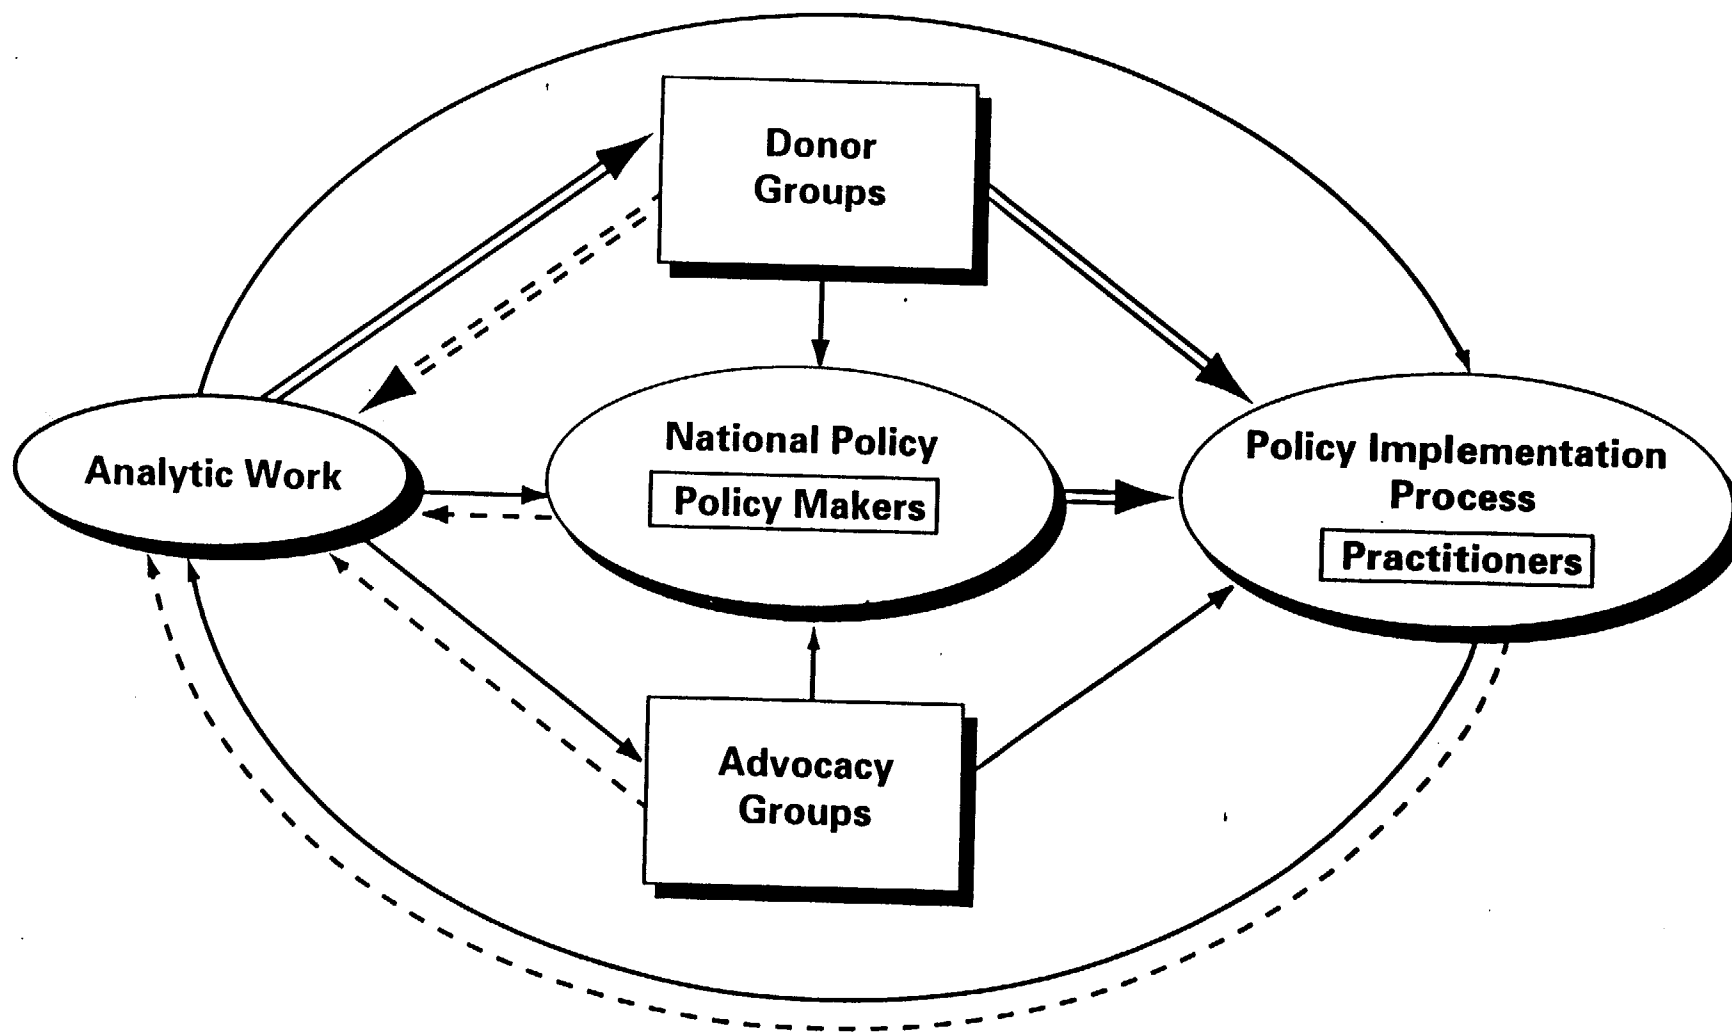 Donor
Groups
Analytic Work
National Policy
Policy Makers
Policy Implementation
Process
Practitioners
Advocacy
Groups